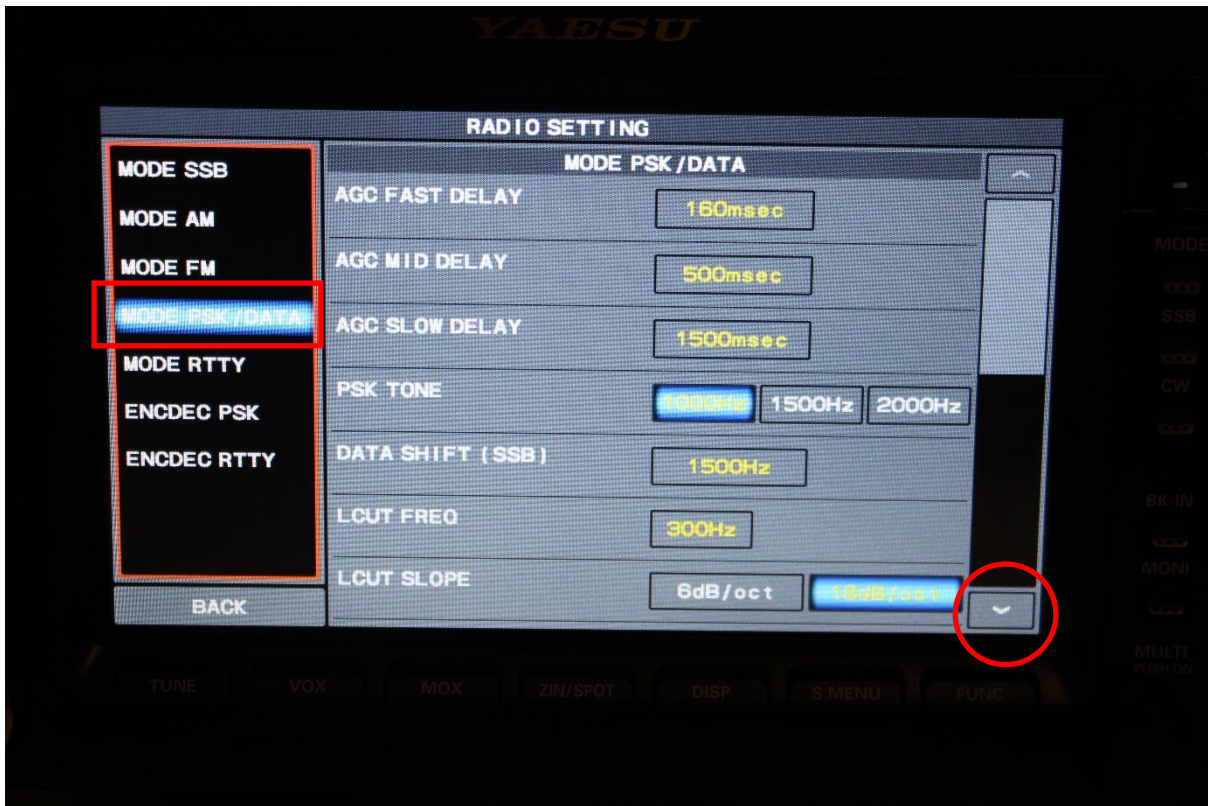 YAESU
RADIO SETTING
MODE SSB
MODE AM
MODE FM
MODE PSK/DATA
MODE RTTY
ENCDEC PSK
ENCDEC RTTY
BACK
MODE PSK/DATA
AGC FAST DELAY 160msec
AGC MID DELAY 500msec
AGC SLOW DELAY 1500msec
PSK TONE 1000Hz 1500Hz 2000Hz
DATA SHIFT (SSB) 1500Hz
LCUT FREQ 300Hz
LCUT SLOPE 6dB/oct 18dB/oct
MODE
SSB
CW
BK-IN
MONI
MULTI
PUSH ON
TUNE VOX MOX ZIN/SPOT DISP S.MENU FUNC